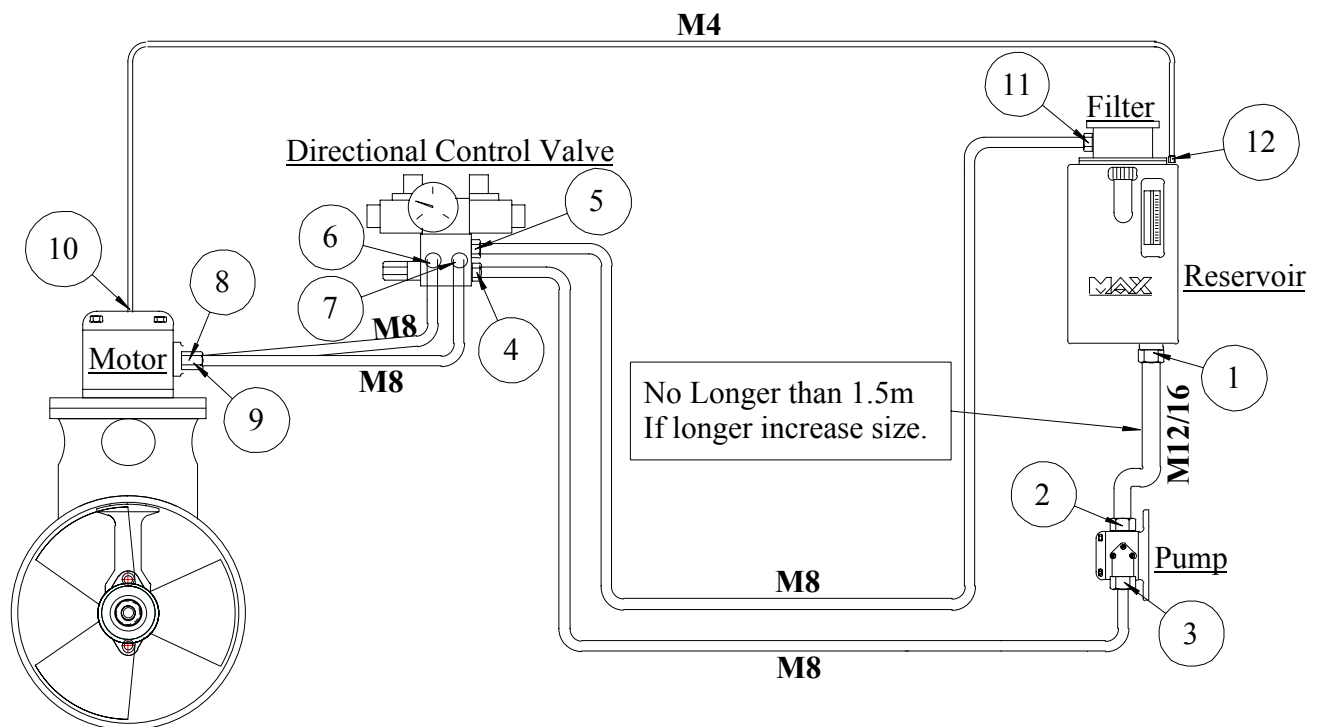 M4
11
Filter
12
Directional Control Valve
5
6
10
8
7
M8
4
MAX
Reservoir
Motor
M8
9
1
No Longer than 1.5m
If longer increase size.
M12/16
2
Pump
M8
3
M8